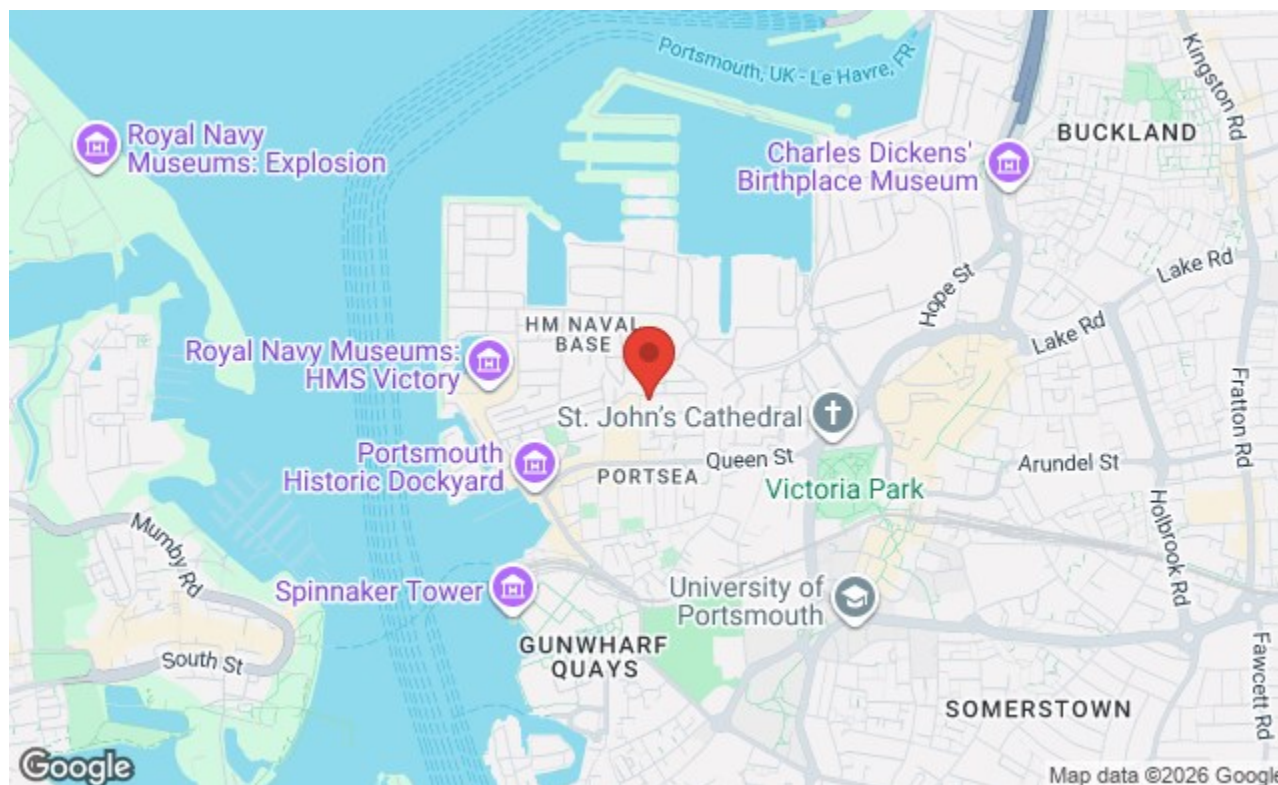 Portsmouth, UK - Le Havre, FR
Kingston Rd
BUCKLAND
Royal Navy
Museums: Explosion
Charles Dickens'
Birthplace Museum
Lake Rd
Hope St
HM NAVAL
BASE
Lake Rd
Royal Navy Museums:
HMS Victory
Fratton Rd
St. John's Cathedral
Portsmouth
Historic Dockyard
Queen St
PORTSEA
Arundel St
Victoria Park
Holbrook Rd
Mumby Rd
Spinnaker Tower
University of
Portsmouth
GUNWHARF
QUAYS
South St
Fawcett Rd
SOMERSTOWN
Google
Map data ©2026 Google